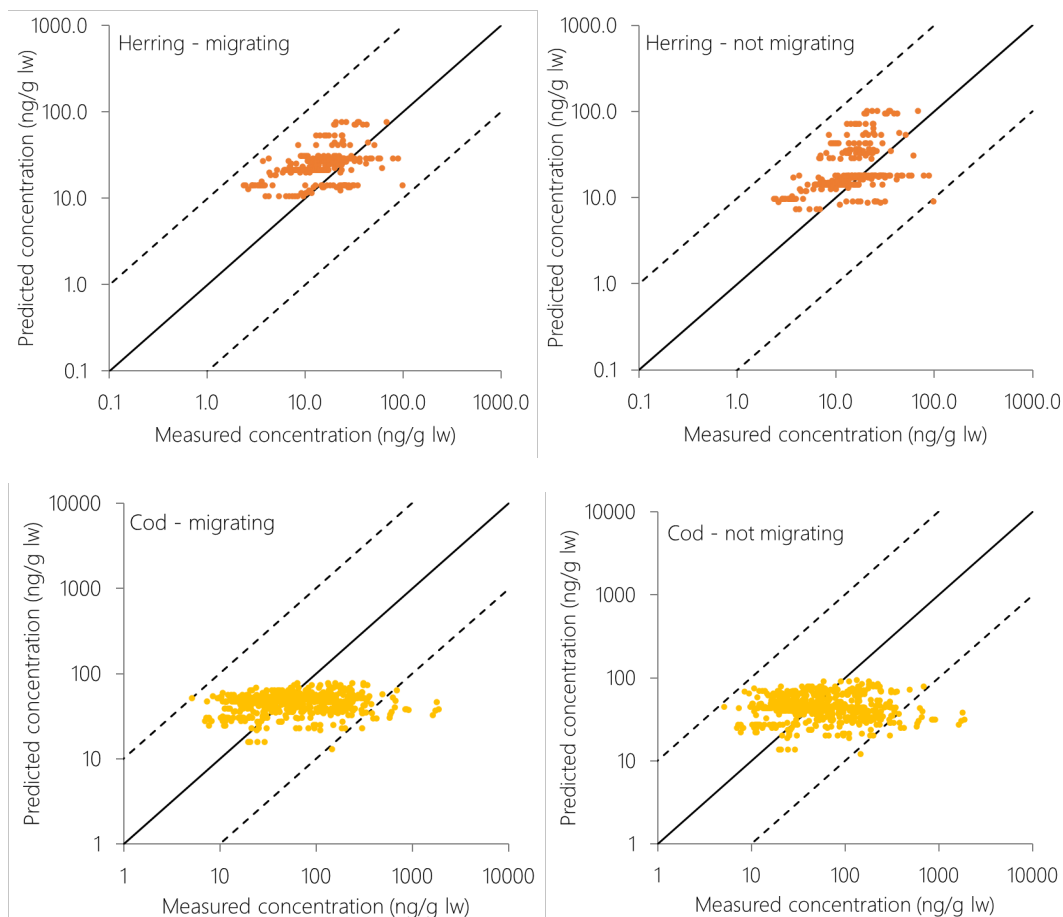 Herring - migrating
Predicted concentration (ng/g lw)
1000.0
100.0
10.0
1.0
0.1
0.1 1.0 10.0 100.0 1000.0
Measured concentration (ng/g lw)
Herring - not migrating
Predicted concentration (ng/g lw)
1000.0
100.0
10.0
1.0
0.1
0.1 1.0 10.0 100.0 1000.0
Measured concentration (ng/g lw)
Cod - migrating
Predicted concentration (ng/g lw)
10000
1000
100
10
1
1 10 100 1000 10000
Measured concentration (ng/g lw)
Cod - not migrating
Predicted concentration (ng/g lw)
10000
1000
100
10
1
1 10 100 1000 10000
Measured concentration (ng/g lw)